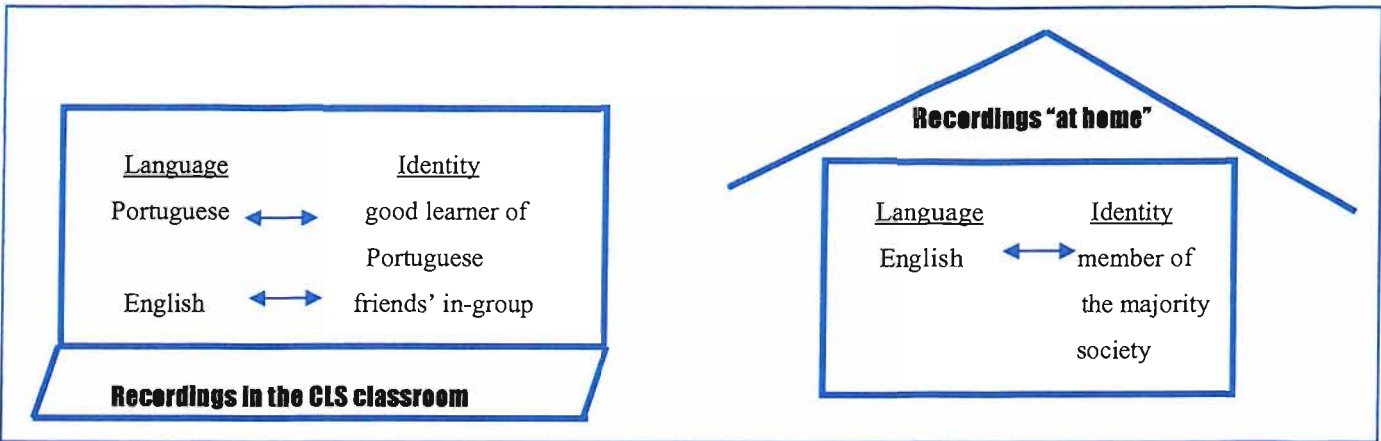 Language Identity
Portuguese good learner of
Portuguese
English friends’ in-group
Recordings in the CLS classroom
Recordings “at home”
Language Identity
English member of
the majority
society